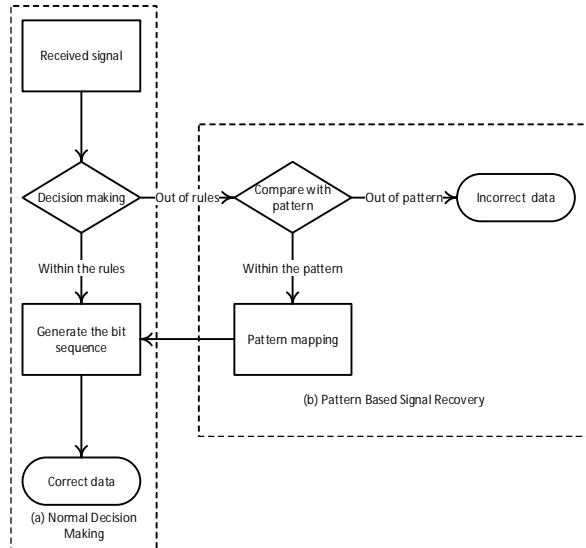 Received signal
Decision making
Out of rules
Compare with
pattern
Out of pattern
Incorrect data
Within the rules
Within the pattern
Generate the bit
sequence
Pattern mapping
(b) Pattern Based Signal Recovery
Correct data
(a) Normal Decision
Making